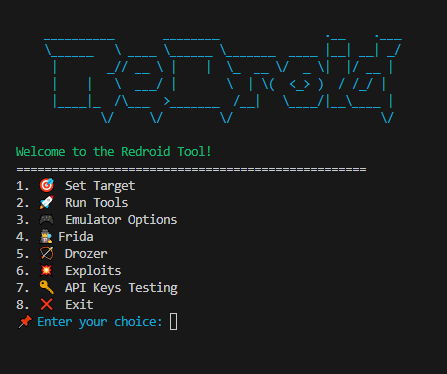 ReDroid
Welcome to the Redroid Tool!
==================================================
1. 🎯 Set Target
2. 🚀 Run Tools
3. 🎮 Emulator Options
4. 🕵️ Frida
5. 🏹 Drozer
6. 💥 Exploits
7. 🔑 API Keys Testing
8. ❌ Exit
📌 Enter your choice: